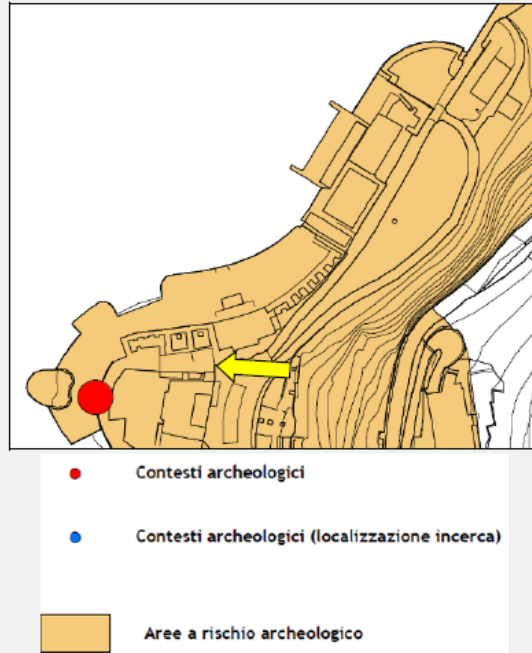 Contesti archeologici
Contesti archeologici (localizzazione incerca)
Aree a rischio archeologico